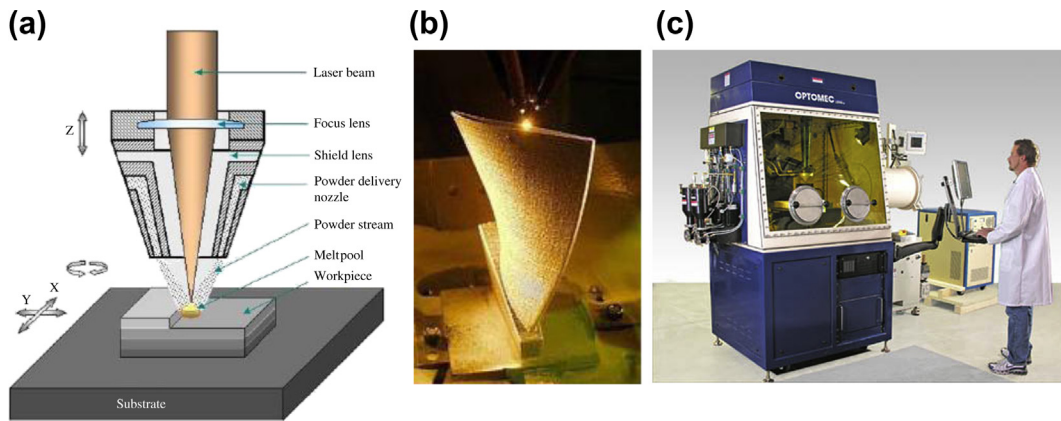 (a)
Laser beam
Focus lens
Z
Shield lens
Powder delivery
nozzle
Powder stream
Meltpool
Workpiece
X
Y
Substrate
(b)
(c)
OPTOMEC